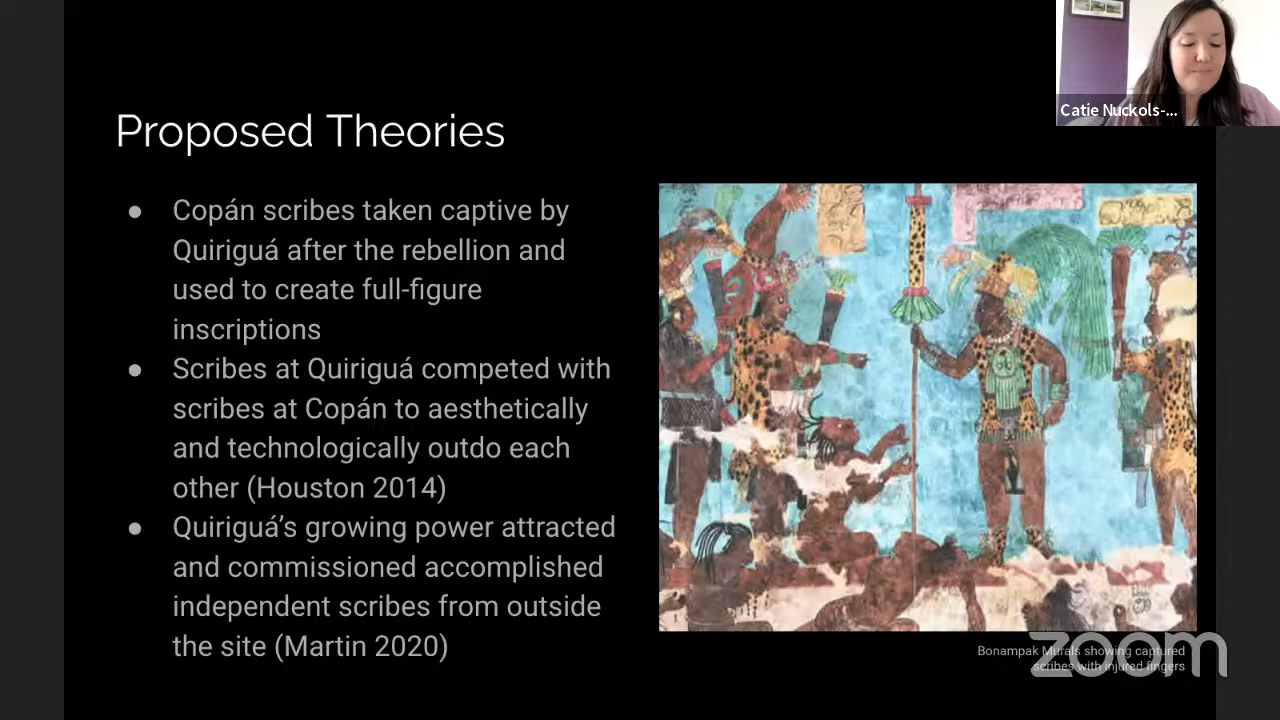 Catie Nuckols-...
Proposed Theories
● Copán scribes taken captive by
Quiriguá after the rebellion and
used to create full-figure
inscriptions
● Scribes at Quiriguá competed with
scribes at Copán to aesthetically
and technologically outdo each
other (Houston 2014)
● Quiriguá’s growing power attracted
and commissioned accomplished
independent scribes from outside
the site (Martin 2020)
Bonampak Murals showing captured
scribes with injured fingers
zoom